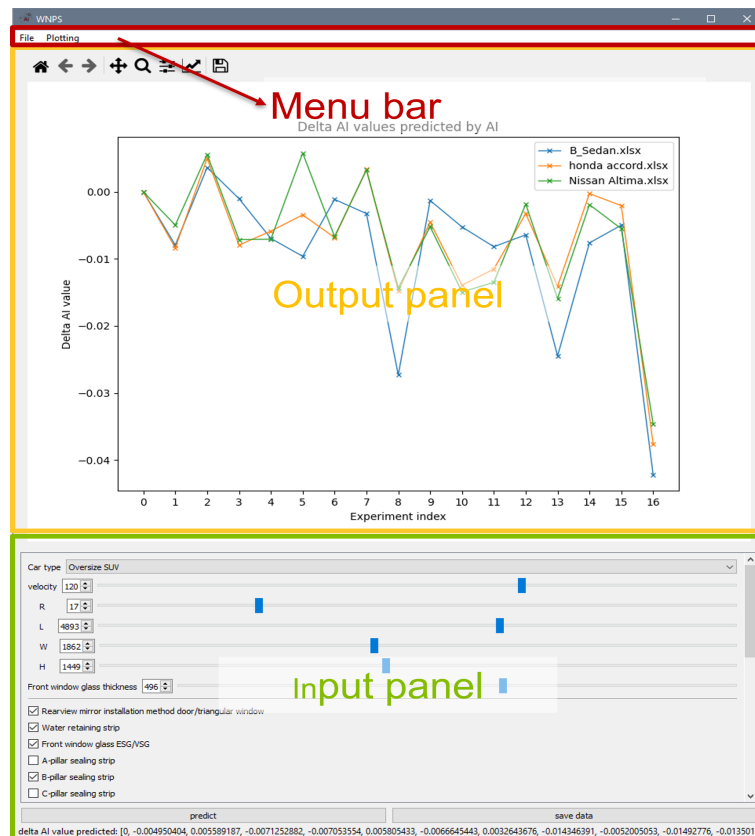 WNPS
File Plotting
Menu bar
Delta AI values predicted by AI
B_Sedan.xlsx
honda accord.xlsx
Nissan Altima.xlsx
0.00
−0.01
−0.02
−0.03
−0.04
Delta AI value
Output panel
0 1 2 3 4 5 6 7 8 9 10 11 12 13 14 15 16
Experiment index
Car type Oversize SUV
velocity 120
R 17
L 4893
W 1862
H 1449
Front window glass thickness 496
Input panel
Rearview mirror installation method door/triangular window
Water retaining strip
Front window glass ESG/VSG
A-pillar sealing strip
B-pillar sealing strip
C-pillar sealing strip
predict save data
delta AI value predicted: [0, -0.004950404, 0.005589187, -0.0071252882, -0.007053554, 0.005805433, -0.0066645443, 0.0032643676, -0.014346391, -0.0052005053, -0.01492776, -0.013501